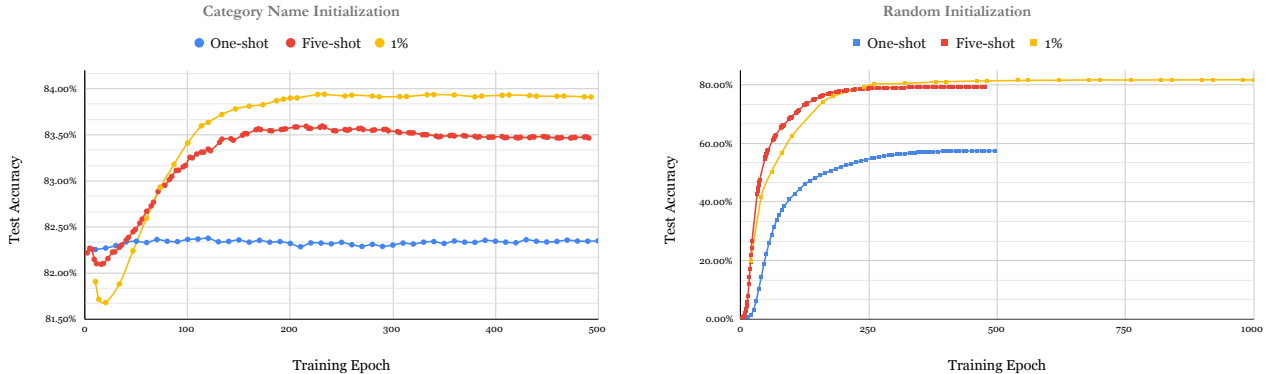 Category Name Initialization
One-shot Five-shot 1%
Test Accuracy
84.00%
83.50%
83.00%
82.50%
82.00%
81.50%
0 100 200 300 400 500
Training Epoch
Random Initialization
One-shot Five-shot 1%
Test Accuracy
80.00%
60.00%
40.00%
20.00%
0.00%
0 250 500 750 1000
Training Epoch